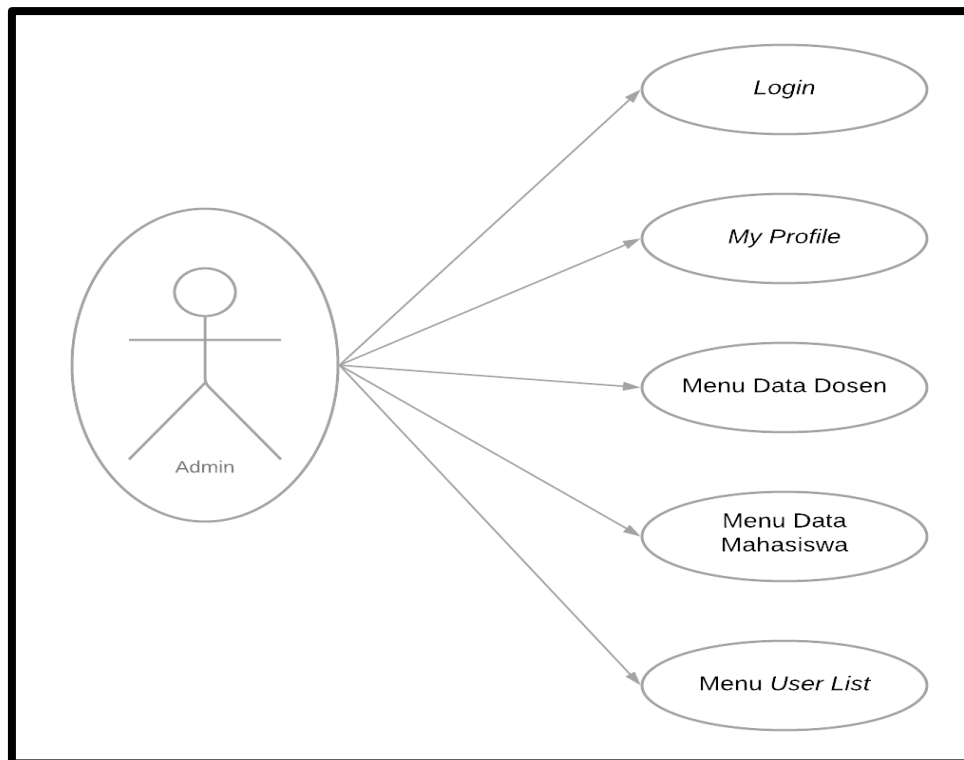 Login
My Profile
Menu Data Dosen
Menu Data
Mahasiswa
Menu User List
Admin